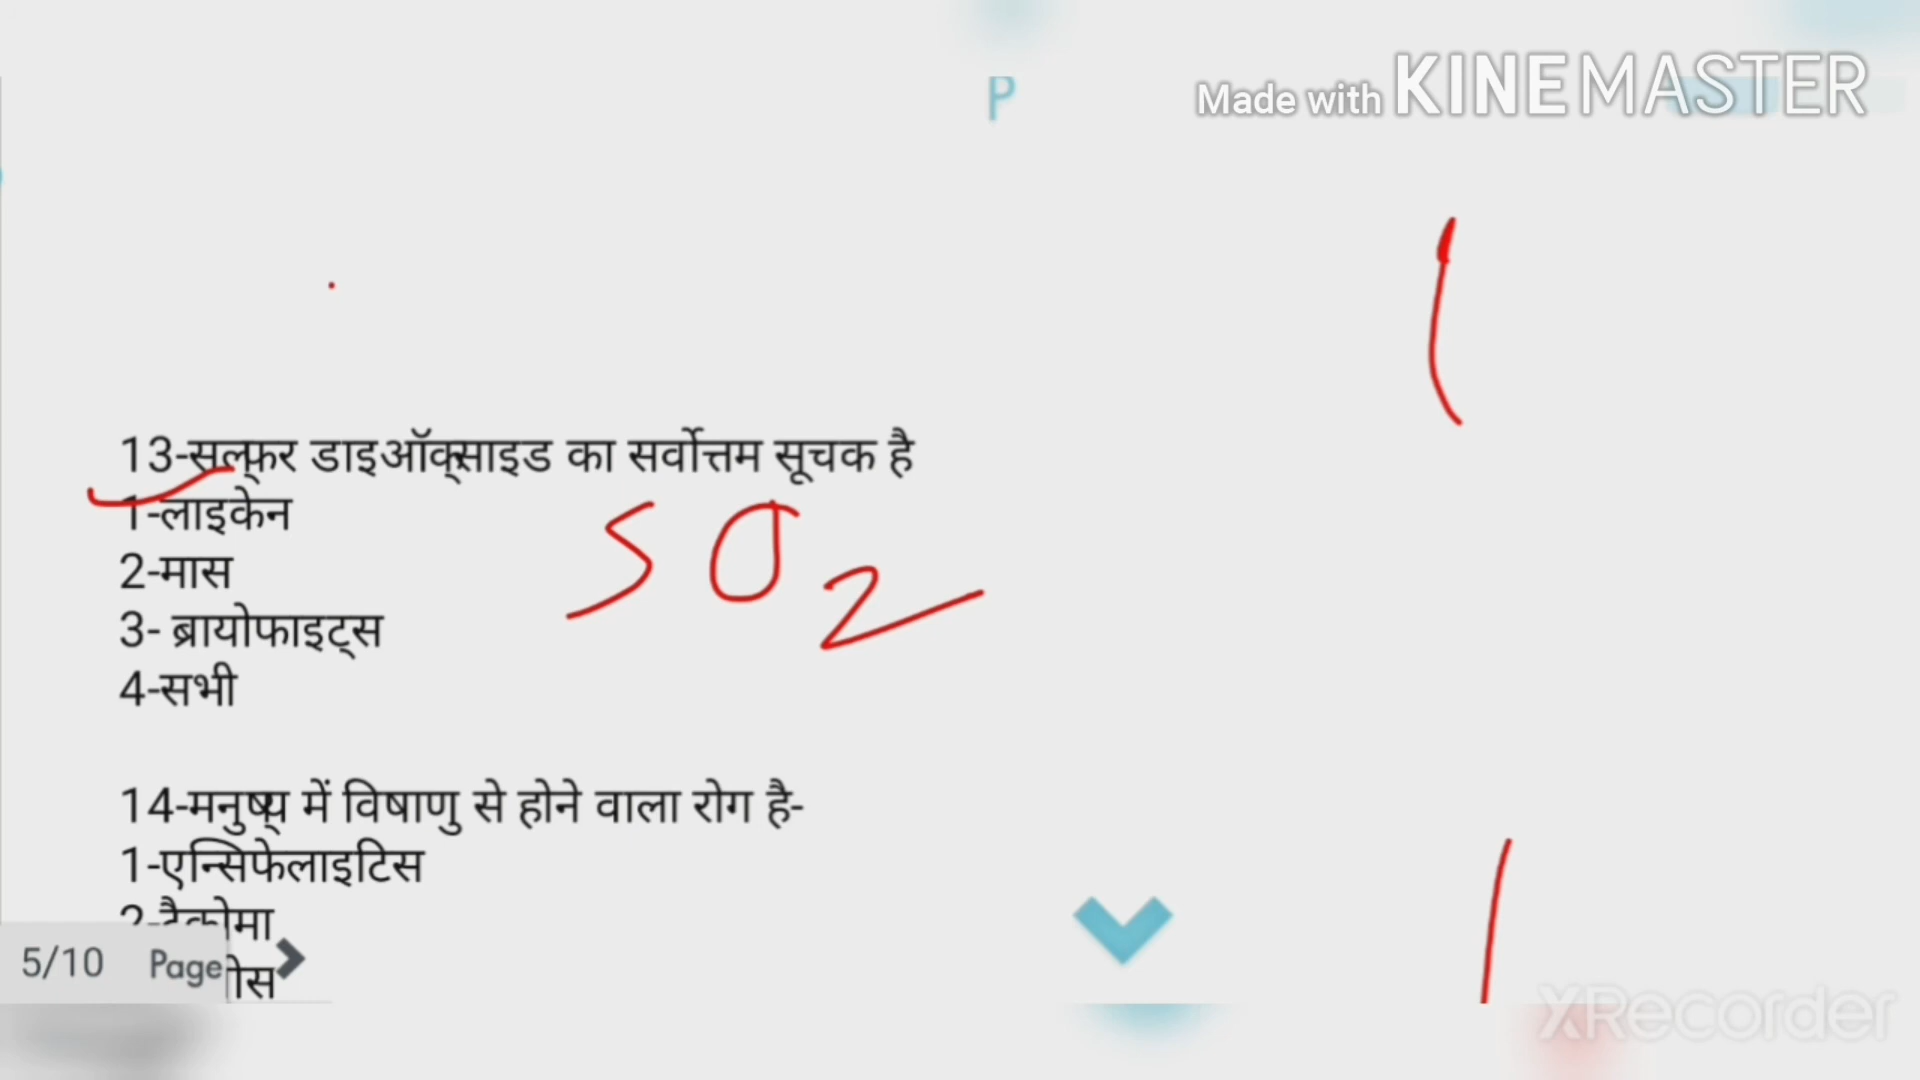 P
Made with KINEMASTER
13-सल्फर डाइऑक्साइड का सर्वोत्तम सूचक है
1-लाइकेन
SO2
2-मास
3- ब्रायोफाइट्स
4-सभी
14-मनुष्य में विषाणु से होने वाला रोग है-
1-एन्सिफेलाइटिस
5/10 Page
XRecorder